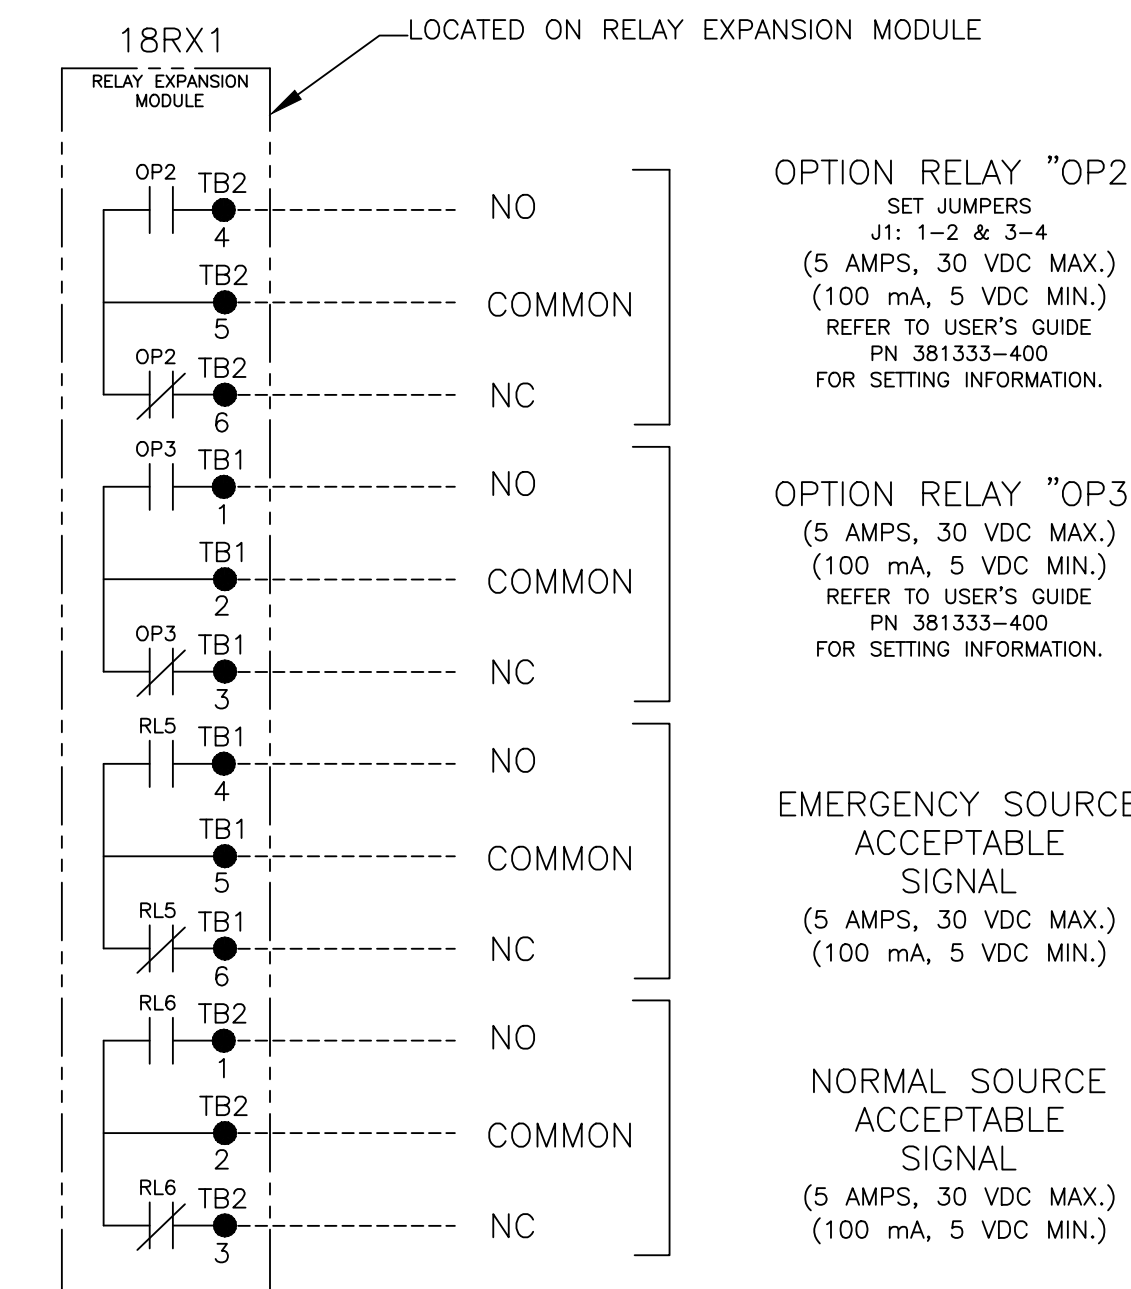 LOCATED ON RELAY EXPANSION MODULE
18RX1
RELAY EXPANSION
MODULE
OP2 TB2
4
NO
TB2
5
COMMON
OP2 TB2
6
NC
OPTION RELAY "OP2
SET JUMPERS
J1: 1-2 & 3-4
(5 AMPS, 30 VDC MAX.)
(100 mA, 5 VDC MIN.)
REFER TO USER'S GUIDE
PN 381333-400
FOR SETTING INFORMATION.
OP3 TB1
1
NO
TB1
2
COMMON
OP3 TB1
3
NC
OPTION RELAY "OP3
(5 AMPS, 30 VDC MAX.)
(100 mA, 5 VDC MIN.)
REFER TO USER'S GUIDE
PN 381333-400
FOR SETTING INFORMATION.
RL5 TB1
4
NO
TB1
5
COMMON
RL5 TB1
6
NC
EMERGENCY SOURCE
ACCEPTABLE
SIGNAL
(5 AMPS, 30 VDC MAX.)
(100 mA, 5 VDC MIN.)
RL6 TB2
1
NO
TB2
2
COMMON
RL6 TB2
3
NC
NORMAL SOURCE
ACCEPTABLE
SIGNAL
(5 AMPS, 30 VDC MAX.)
(100 mA, 5 VDC MIN.)